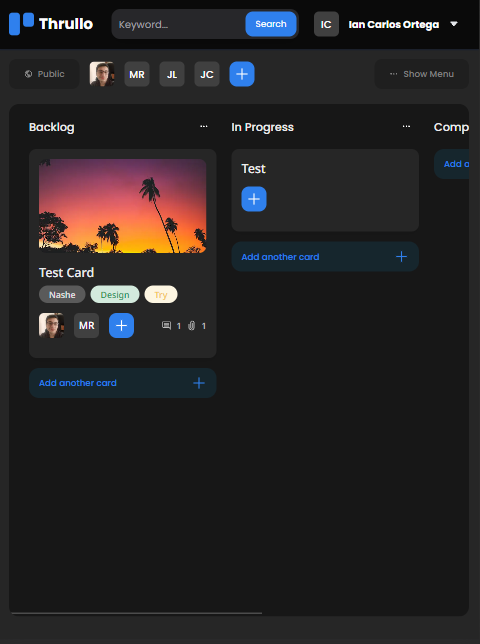 Thrullo
Keyword...
Search
IC
Ian Carlos Ortega
Public
MR
JL
JC
Show Menu
Backlog
In Progress
Comp
Test
Add a
Test Card
Nashe
Design
Try
MR
1
1
Add another card
Add another card